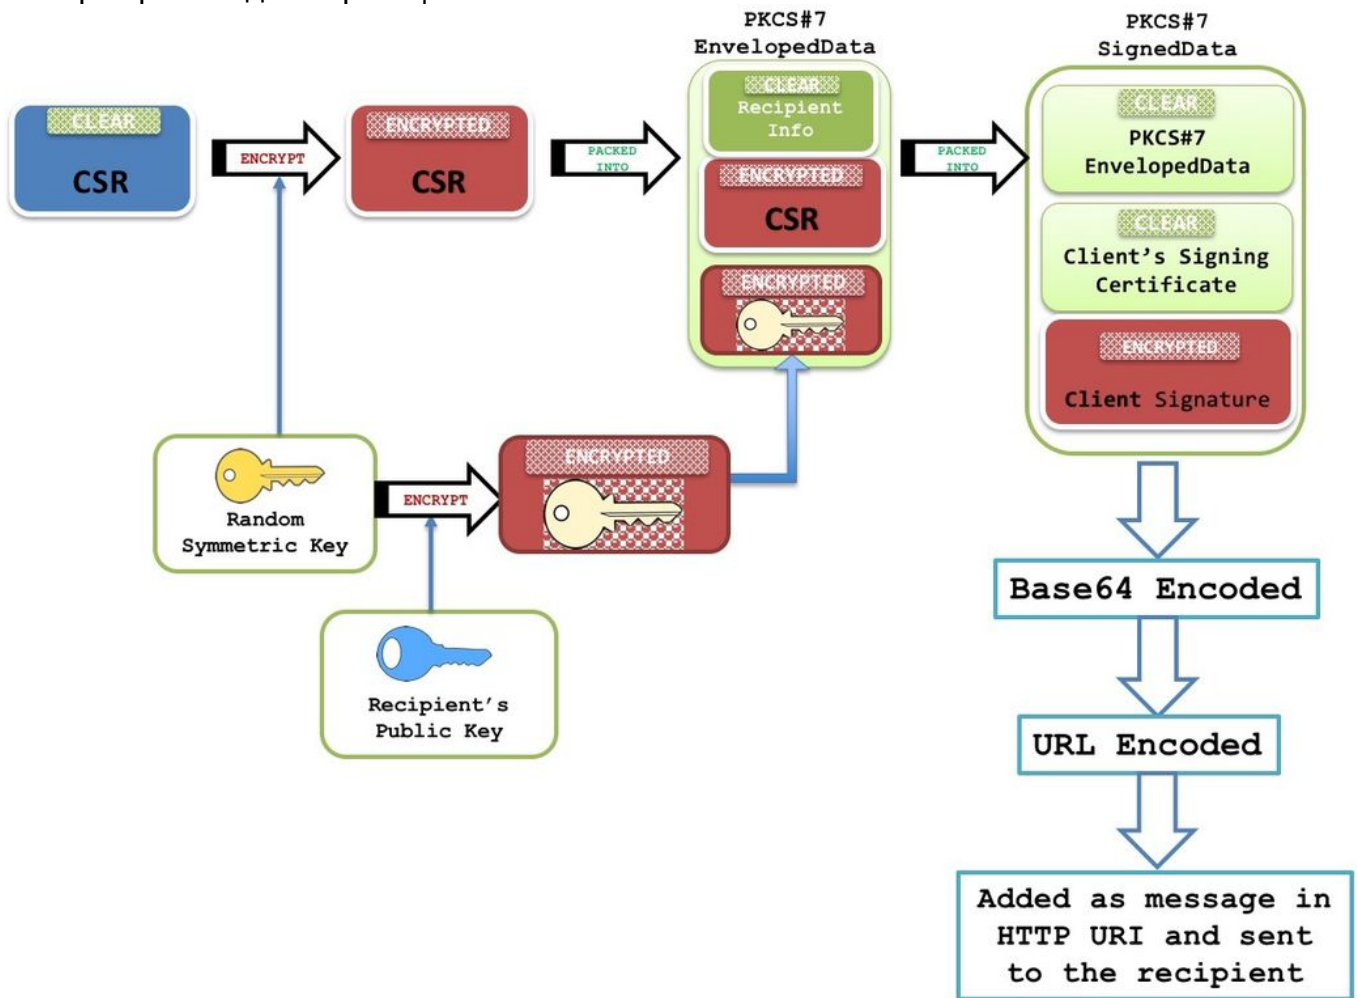 PKCS#7
EnvelopedData
PKCS#7
SignedData
CLEAR
CSR
ENCRYPT
ENCRYPTED
CSR
PACKED
INTO
CLEAR
Recipient
Info
ENCRYPTED
CSR
ENCRYPTED
PACKED
INTO
CLEAR
PKCS#7
EnvelopedData
CLEAR
Client's Signing
Certificate
ENCRYPTED
Client Signature
Random
Symmetric Key
ENCRYPT
ENCRYPTED
Recipient's
Public Key
Base64 Encoded
URL Encoded
Added as message in
HTTP URI and sent
to the recipient